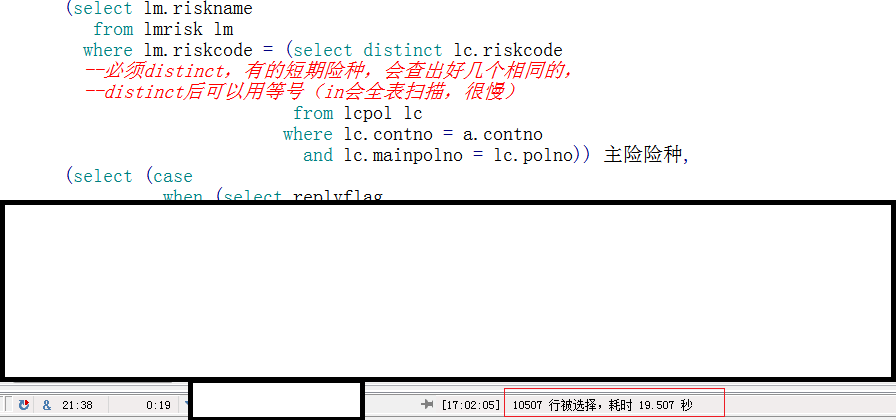 (select lm.riskname
from lmrisk lm
where lm.riskcode = (select distinct lc.riskcode
--必须distinct，有的短期险种，会查出好几个相同的，
--distinct后可以用等号（in会全表扫描，很慢）
from lcpol lc
where lc.contno = a.contno
and lc.mainpolno = lc.polno)) 主险险种,
(select (case
when (select replyflag
& 21:38 0:19 [17:02:05] 10507 行被选择，耗时 19.507 秒